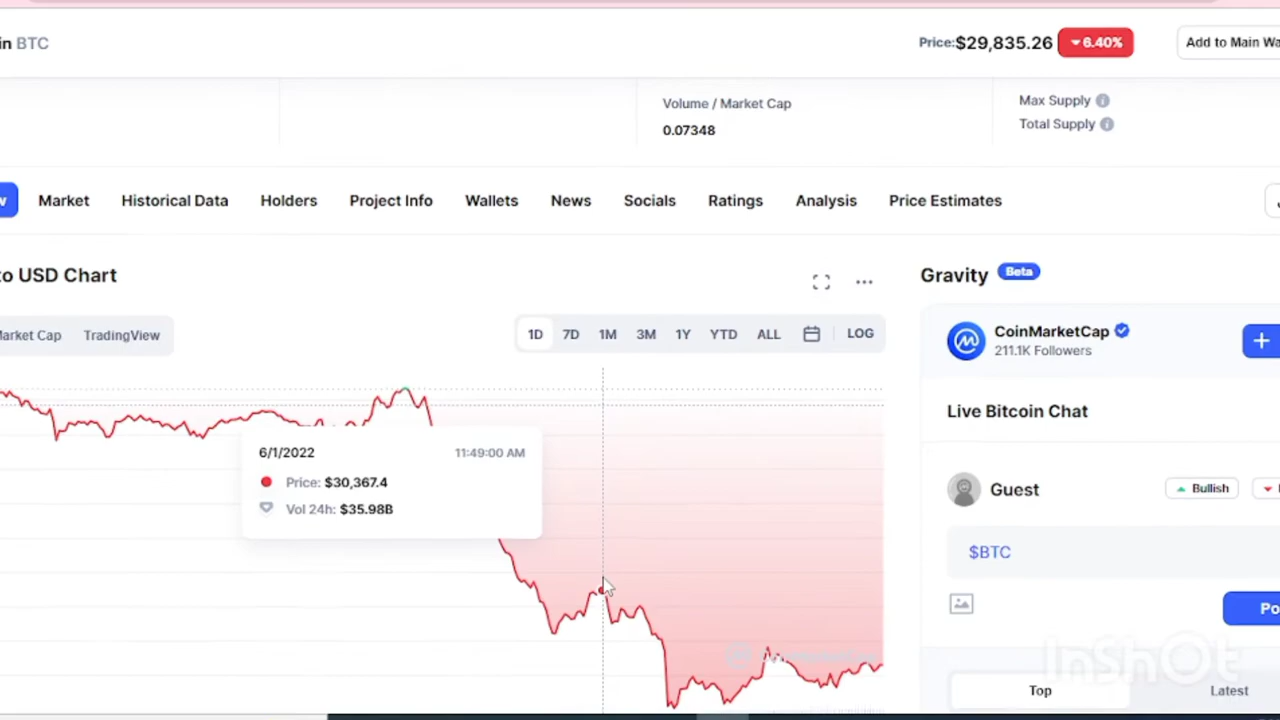 in BTC
Price:$29,835.26 6.40%
Add to Main Wa
Volume / Market Cap
0.07348
Max Supply
Total Supply
w Market Historical Data Holders Project Info Wallets News Socials Ratings Analysis Price Estimates
to USD Chart
Market Cap TradingView
1D 7D 1M 3M 1Y YTD ALL LOG
6/1/2022 11:49:00 AM
Price: $30,367.4
Vol 24h: $35.98B
Gravity Beta
CoinMarketCap
211.1K Followers
+
Live Bitcoin Chat
Guest
Bullish
$BTC
Po
Top Latest
InShOt